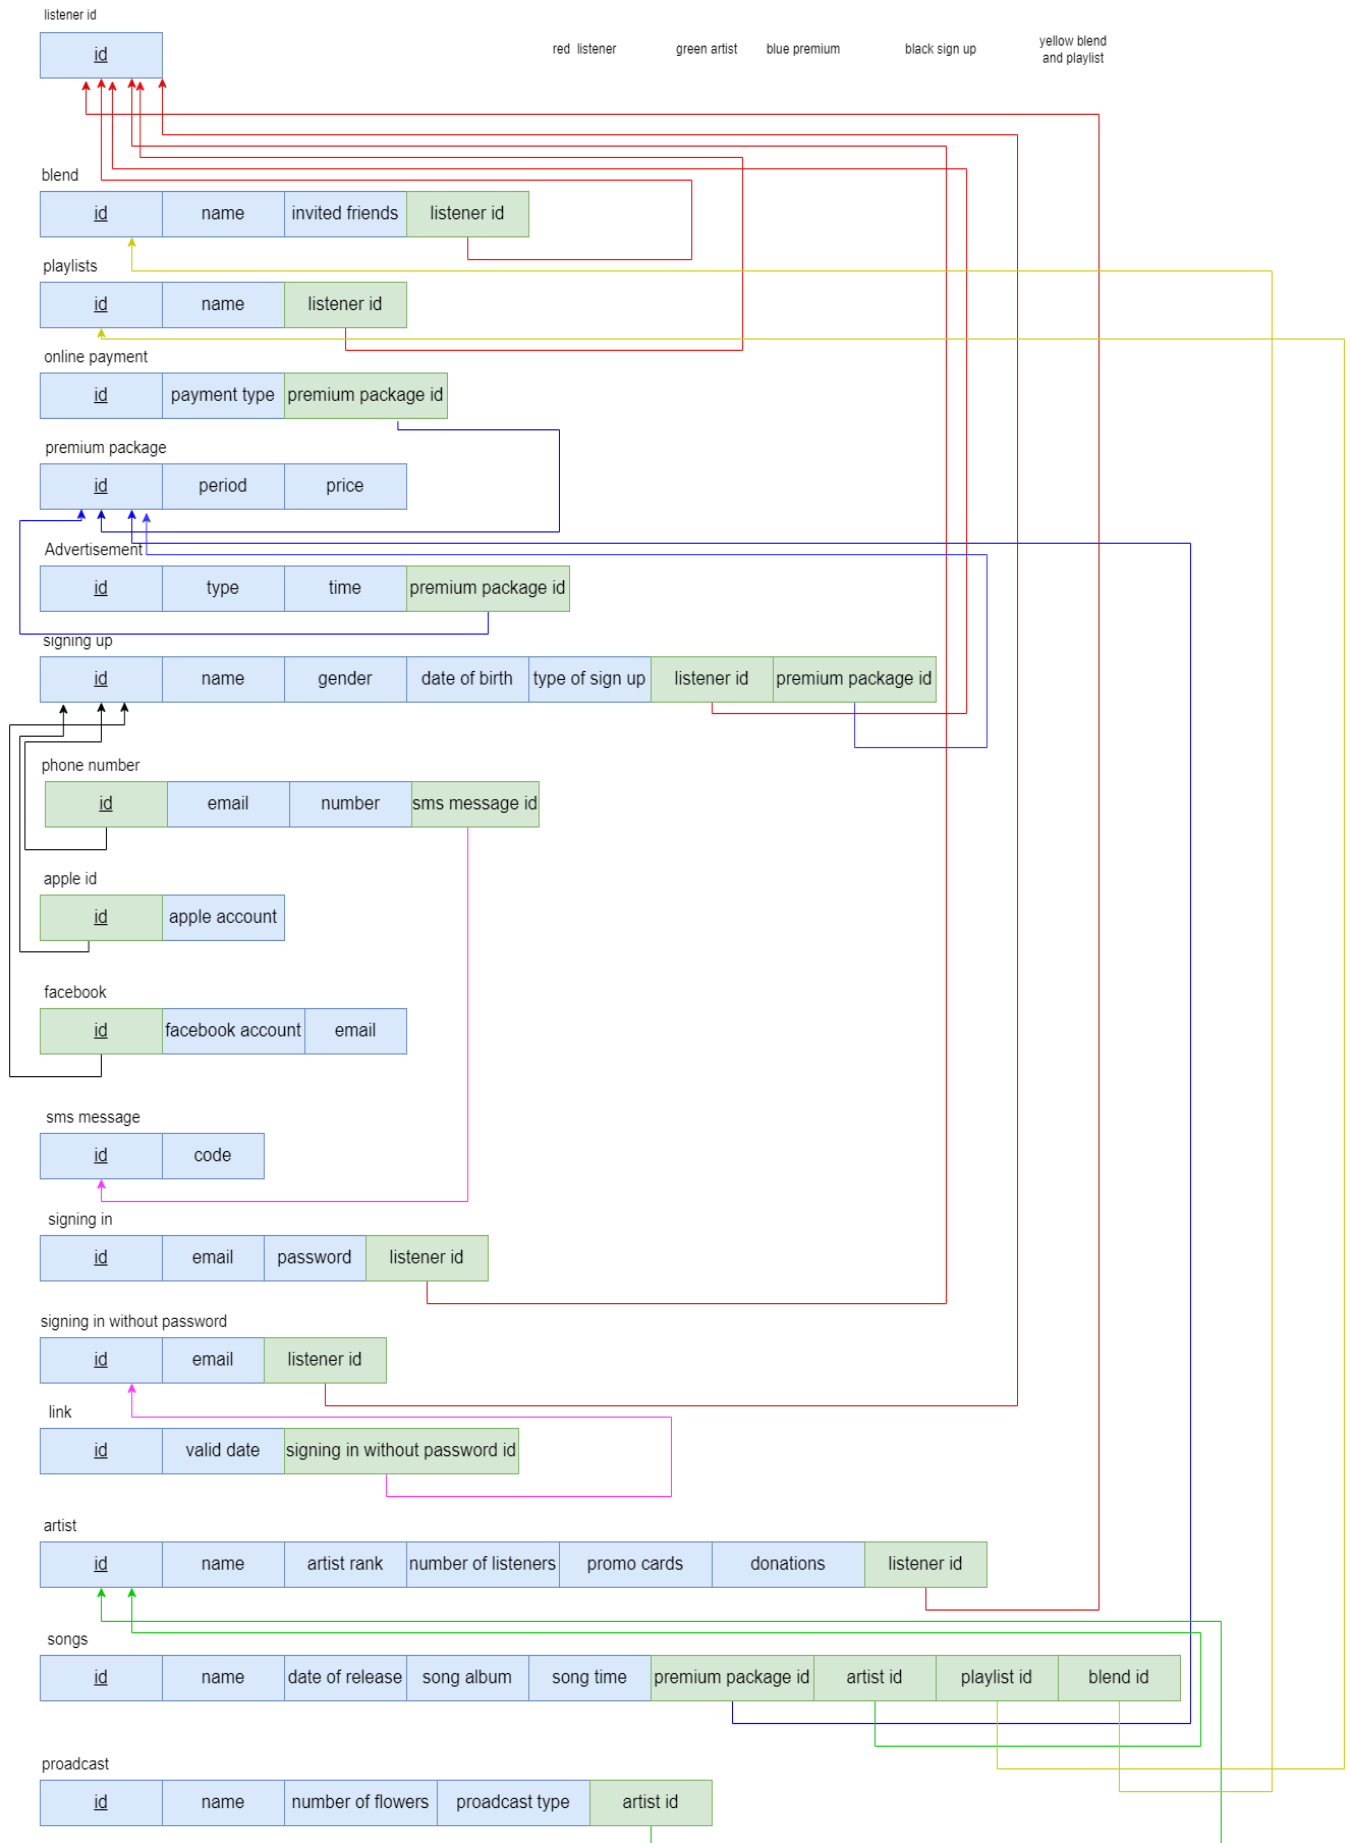 listener id
red  listener green artist blue premium black sign up yellow blend
and playlist
id
blend
id name invited friends listener id
playlists
id name listener id
online payment
id payment type premium package id
premium package
id period price
Advertisement
id type time premium package id
signing up
id name gender date of birth type of sign up listener id premium package id
phone number
id email number sms message id
apple id
id apple account
facebook
id facebook account email
sms message
id code
signing in
id email password listener id
signing in without password
id email listener id
link
id valid date signing in without password id
artist
id name artist rank number of listeners promo cards donations listener id
songs
id name date of release song album song time premium package id artist id playlist id blend id
proadcast
id name number of flowers proadcast type artist id